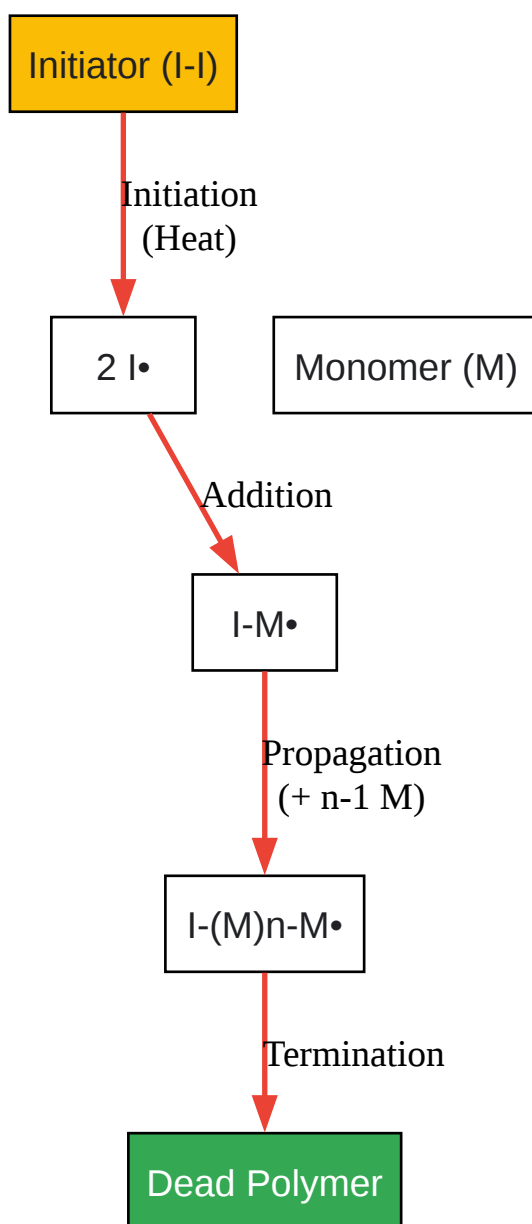 Initiator (I-I)
Initiation
(Heat)
2 I•
Monomer (M)
Addition
I-M•
Propagation
(+ n-1 M)
I-(M)n-M•
Termination
Dead Polymer